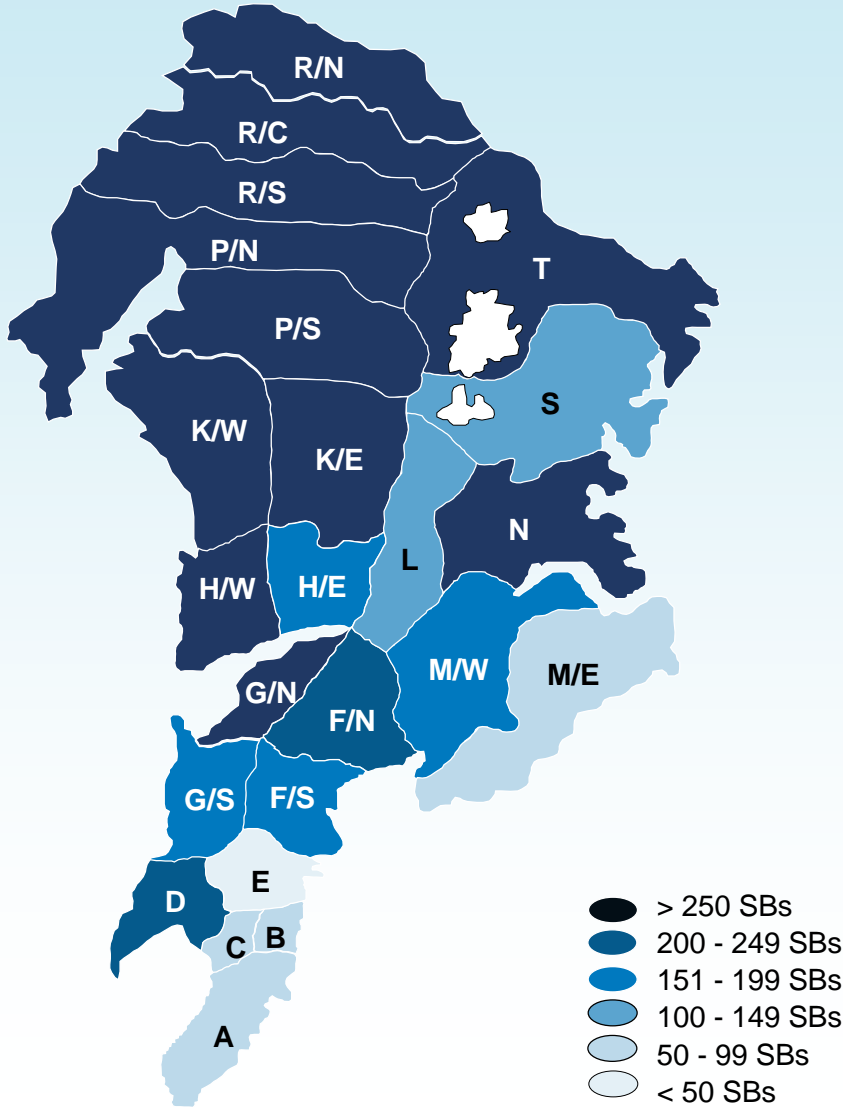 R/N
R/C
R/S
P/N
T
P/S
S
K/W
K/E
N
L
H/W
H/E
M/W
M/E
G/N
F/N
G/S
F/S
E
D
B
C
A
> 250 SBs
200 - 249 SBs
151 - 199 SBs
100 - 149 SBs
50 - 99 SBs
< 50 SBs